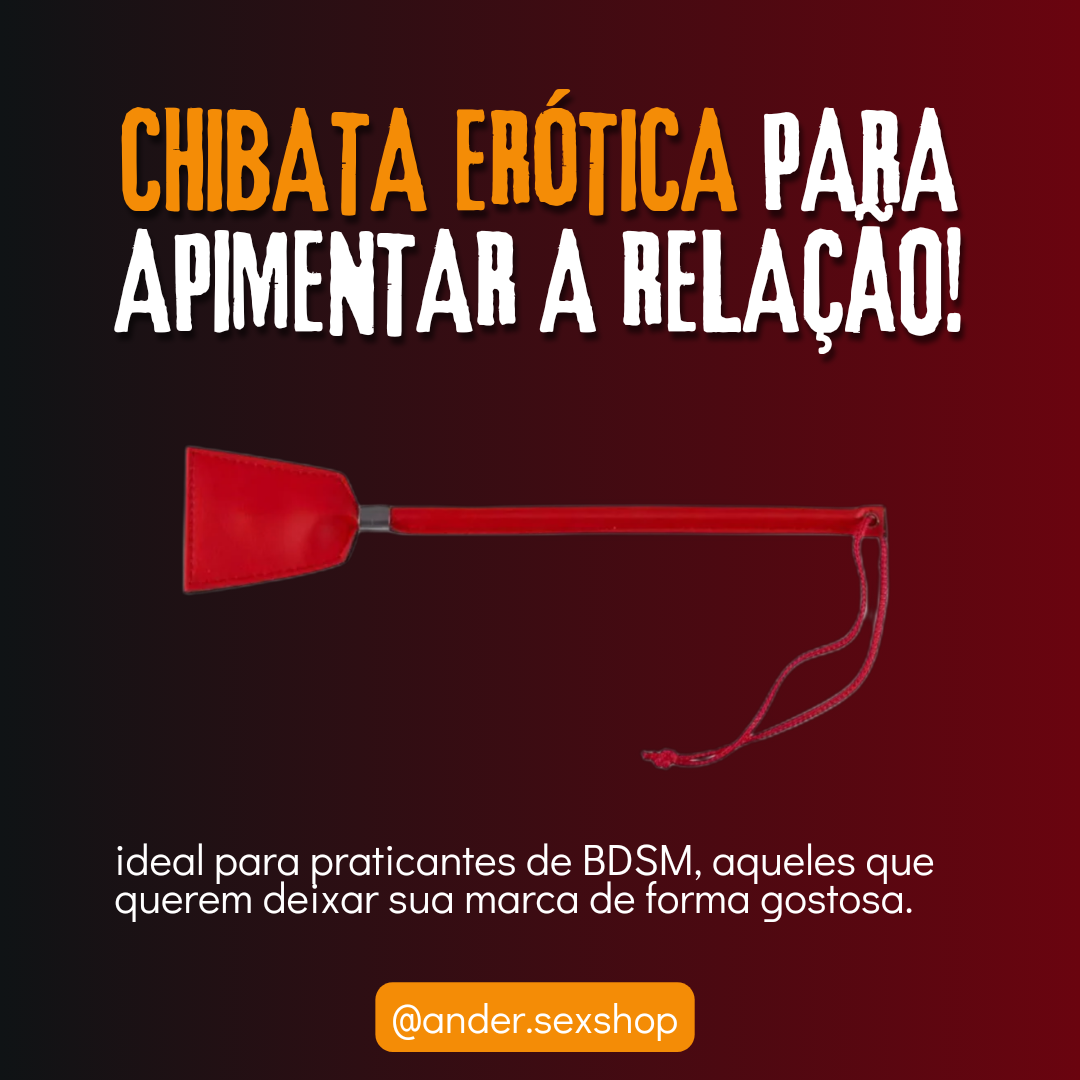 CHIBATA ERÓTICA PARA
APIMENTAR A RELAÇÃO!
ideal para praticantes de BDSM, aqueles que
querem deixar sua marca de forma gostosa.
@ander.sexshop